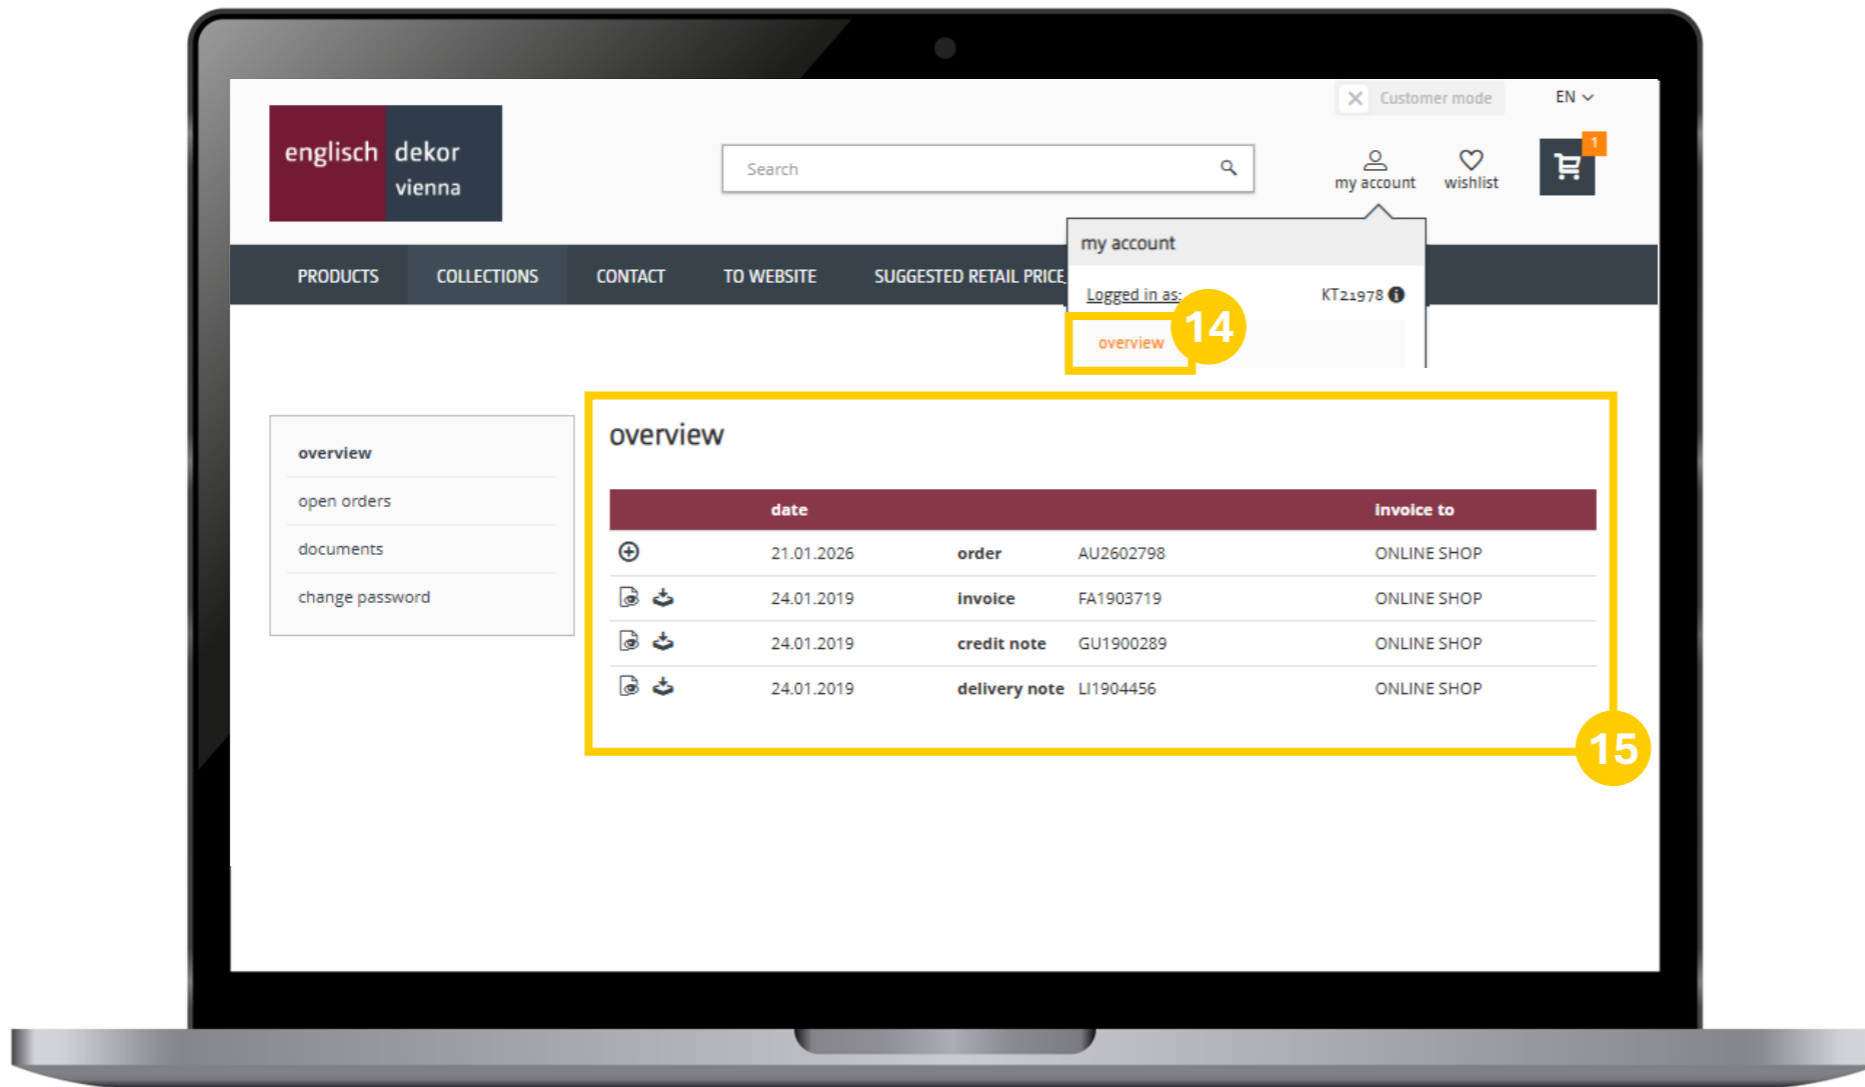 Customer mode
EN
englisch dekor
vienna
Search
my account
wishlist
1
my account
PRODUCTS
COLLECTIONS
CONTACT
TO WEBSITE
SUGGESTED RETAIL PRICE
Logged in as:
KT21978
overview
14
overview
open orders
documents
change password
overview
date invoice to
21.01.2026 order AU2602798 ONLINE SHOP
24.01.2019 invoice FA1903719 ONLINE SHOP
24.01.2019 credit note GU1900289 ONLINE SHOP
24.01.2019 delivery note LI1904456 ONLINE SHOP
15